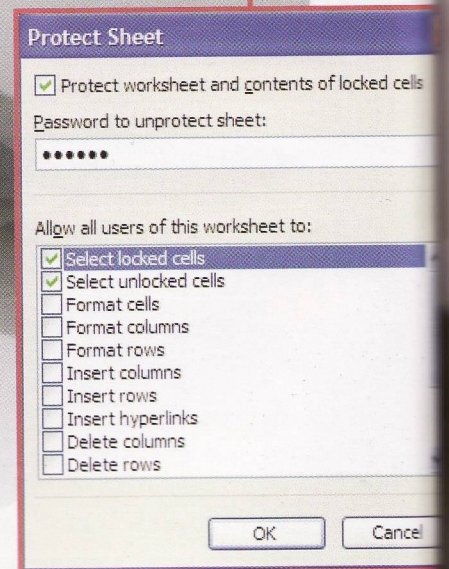 Protect Sheet
Protect worksheet and contents of locked cells
Password to unprotect sheet:
Allow all users of this worksheet to:
Select locked cells
Select unlocked cells
Format cells
Format columns
Format rows
Insert columns
Insert rows
Insert hyperlinks
Delete columns
Delete rows
OK Cancel